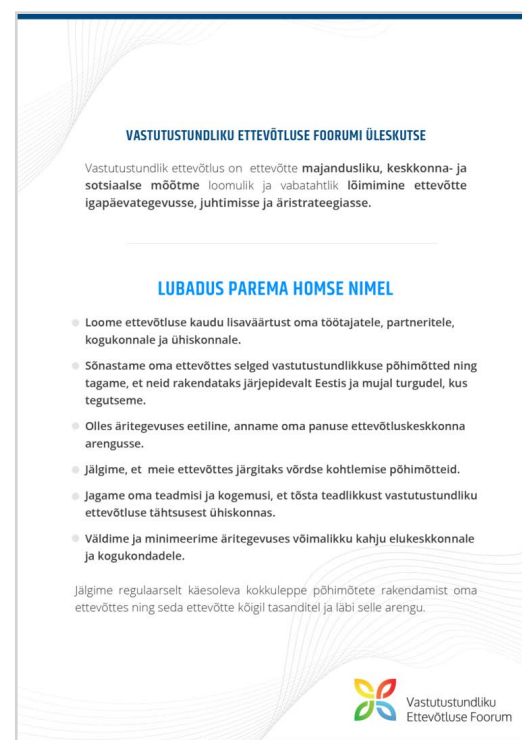 VASTUTUSTUNDLIKU ETTEVÕTLUSE FOORUMI ÜLESKUTSE
Vastutustundlik ettevõtlus on ettevõtte majandusliku, keskkonna- ja
sotsiaalse mõõtme loomulik ja vabatahtlik lõimimine ettevõtte
igapäevategevusse, juhtimisse ja äristrateegiasse.
LUBADUS PAREMA HOMSE NIMEL
Loome ettevõtluse kaudu lisaväärtust oma töötajatele, partneritele,
kogukonnale ja ühiskonnale.
Sõnastame oma ettevõttes selged vastutustundlikkuse põhimõtted ning
tagame, et neid rakendataks järjepidevalt Eestis ja mujal turgudel, kus
tegutseme.
Olles äritegevuses eetiline, anname oma panuse ettevõtluskeskkonna
arengusse.
Jälgime, et meie ettevõttes järgitaks võrdse kohtlemise põhimõtteid.
Jagame oma teadmisi ja kogemusi, et tõsta teadlikkust vastutustundliku
ettevõtluse tähtsusest ühiskonnas.
Väldime ja minimeerime äritegevuses võimalikku kahju elukeskkonnale
ja kogukondadele.
Jälgime regulaarselt käesoleva kokkuleppe põhimõtete rakendamist oma
ettevõttes ning seda ettevõtte kõigil tasanditel ja läbi selle arengu.
Vastutustundliku
Ettevõtluse Foorum